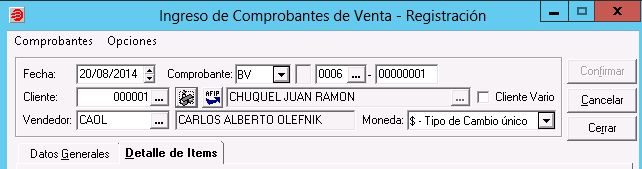 Ingreso de Comprobantes de Venta - Registración
Comprobantes Opciones
Fecha: 20/08/2014 Comprobante: BV 0006 ... - 00000001 Confirmar
Cliente: 000001 ... AFIP CHUQUEL JUAN RAMON ... Cliente Vario Cancelar
Vendedor: CAOL ... CARLOS ALBERTO OLEFNIK Moneda: $ - Tipo de Cambio único Cerrar
Datos Generales Detalle de Items